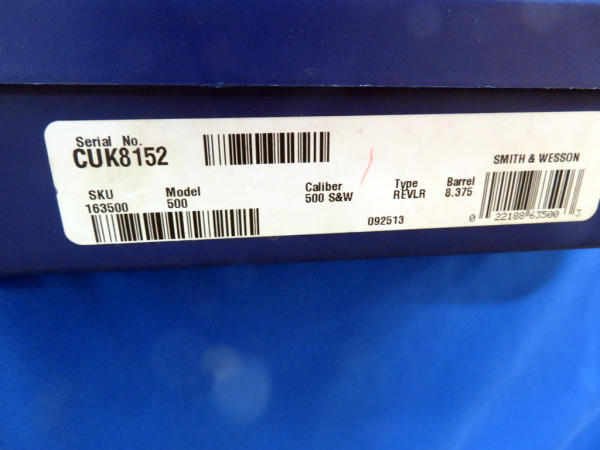 Serial No.
CUK8152
SMITH & WESSON
SKU Model Caliber Type Barrel
163500 500 500 S&W REVLR 8.375
092513
0 22188 63500 3